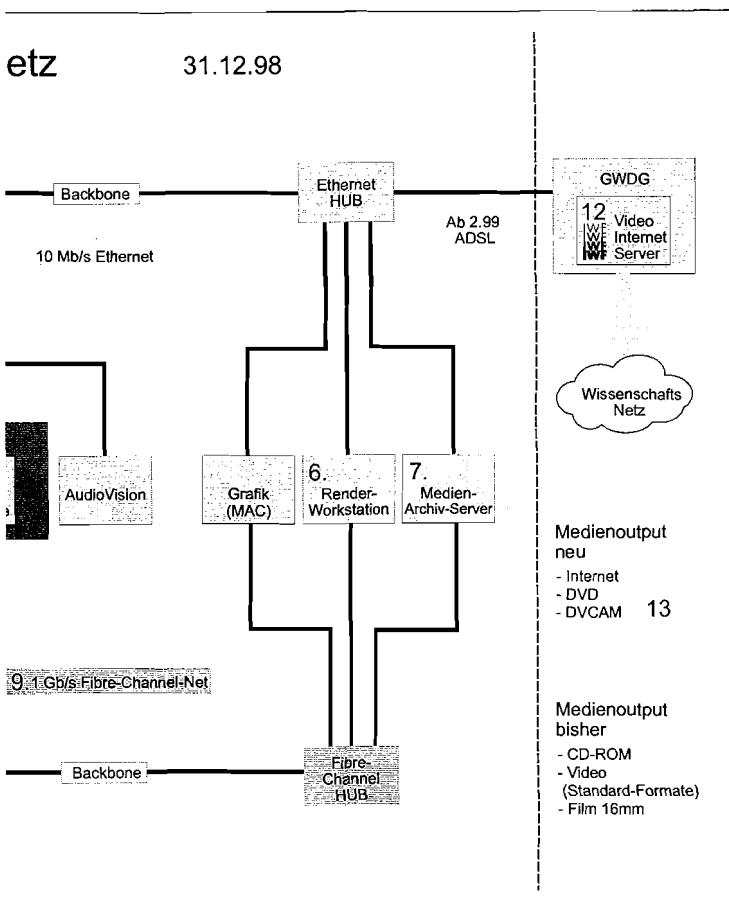 etz 31.12.98
Backbone
Ethernet
HUB
GWDG
12
Video
Internet
Server
IWF
Ab 2.99
ADSL
10 Mb/s Ethernet
Wissenschafts
Netz
AudioVision
Grafik
(MAC)
6.
Render-
Workstation
7.
Medien-
Archiv-Server
Medienoutput
neu
- Internet
- DVD
- DVCAM 13
9. 1 Gb/s-Fibre-Channel-Net
Medienoutput
bisher
- CD-ROM
- Video
(Standard-Formate)
- Film 16mm
Backbone
Fibre-
Channel
HUB